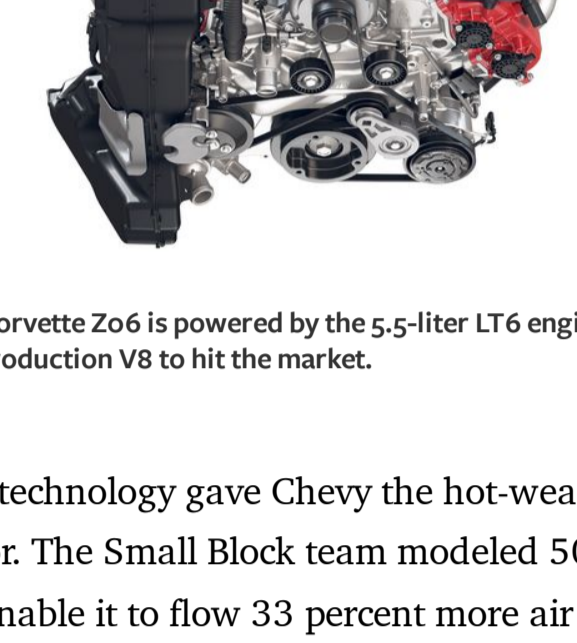 orvette Z06 is powered by the 5.5-liter LT6 engi
oduction V8 to hit the market.
technology gave Chevy the hot-wea
r. The Small Block team modeled 50
nable it to flow 33 percent more air